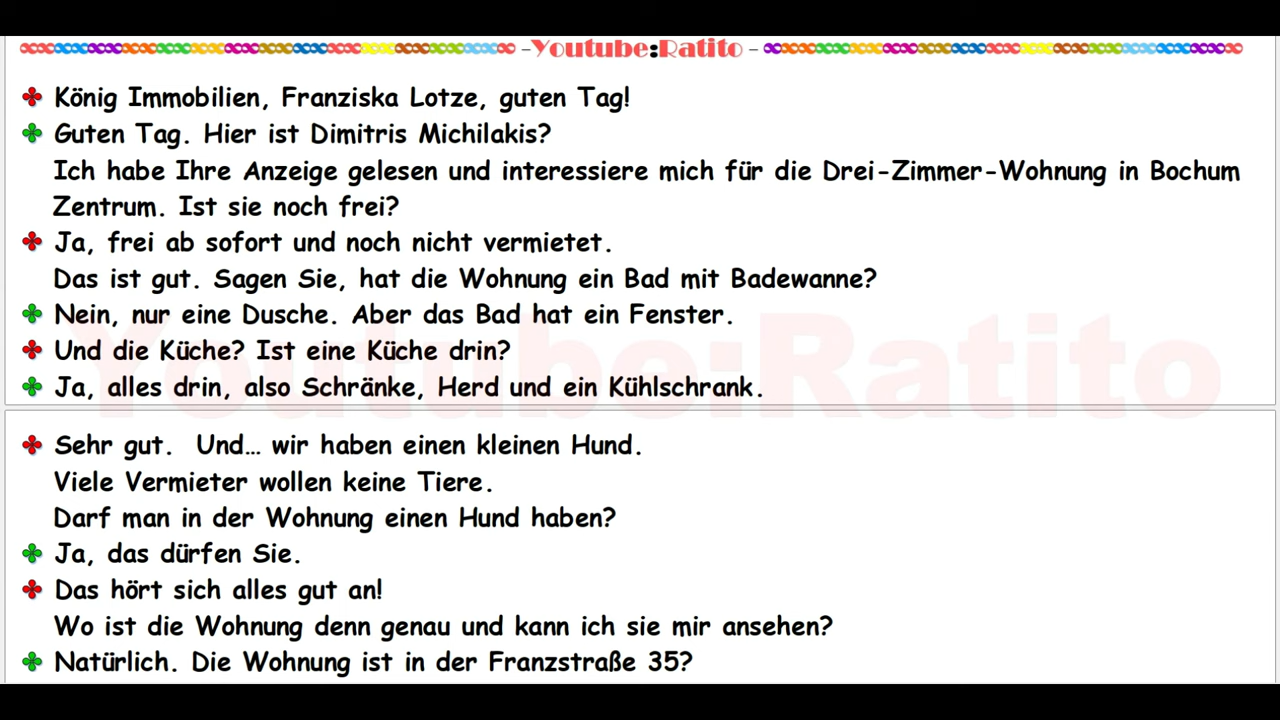 -Youtube:Ratito -
König Immobilien, Franziska Lotze, guten Tag!
Guten Tag. Hier ist Dimitris Michilakis?
Ich habe Ihre Anzeige gelesen und interessiere mich für die Drei-Zimmer-Wohnung in Bochum
Zentrum. Ist sie noch frei?
Ja, frei ab sofort und noch nicht vermietet.
Das ist gut. Sagen Sie, hat die Wohnung ein Bad mit Badewanne?
Nein, nur eine Dusche. Aber das Bad hat ein Fenster.
Und die Küche? Ist eine Küche drin?
Ja, alles drin, also Schränke, Herd und ein Kühlschrank.
Youtube:Ratito
Sehr gut.  Und... wir haben einen kleinen Hund.
Viele Vermieter wollen keine Tiere.
Darf man in der Wohnung einen Hund haben?
Ja, das dürfen Sie.
Das hört sich alles gut an!
Wo ist die Wohnung denn genau und kann ich sie mir ansehen?
Natürlich. Die Wohnung ist in der Franzstraße 35?